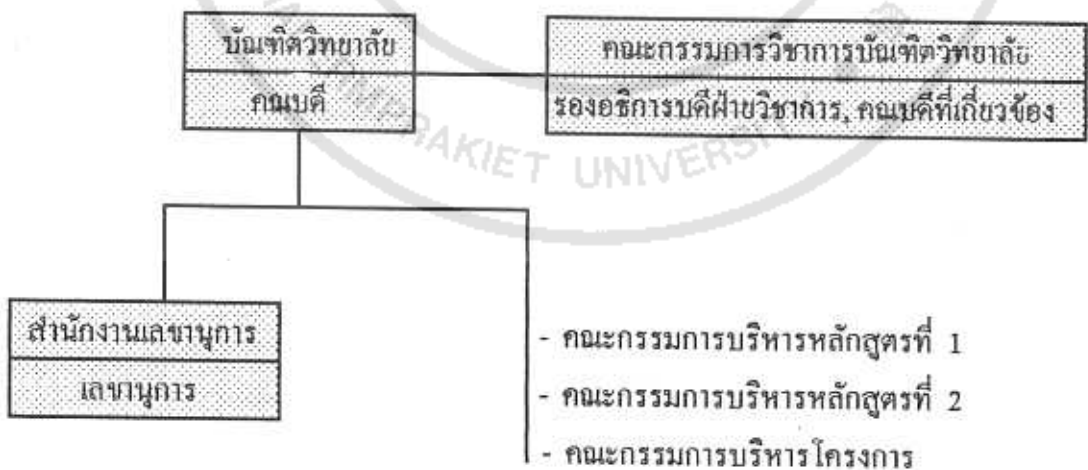 บัณฑิตวิทยาลัย
คณบดี
คณะกรรมการวิชาการบัณฑิตวิทยาลัย
รองอธิการบดีฝ่ายวิชาการ, คณบดีที่เกี่ยวข้อง
PRAKIET UNIVERSI
สำนักงานเลขานุการ
เลขานุการ
- คณะกรรมการบริหารหลักสูตรที่ 1
- คณะกรรมการบริหารหลักสูตรที่ 2
- คณะกรรมการบริหารโครงการ